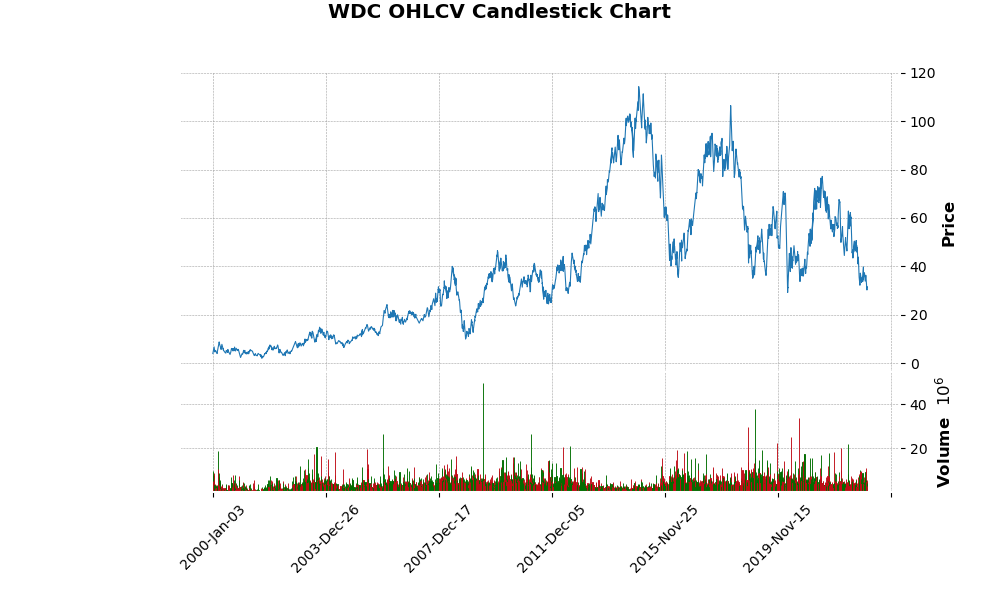 WDC OHLCV Candlestick Chart
120
100
80
60
40
20
0
Price
40
20
Volume 10^6
2000-Jan-03
2003-Dec-26
2007-Dec-17
2011-Dec-05
2015-Nov-25
2019-Nov-15